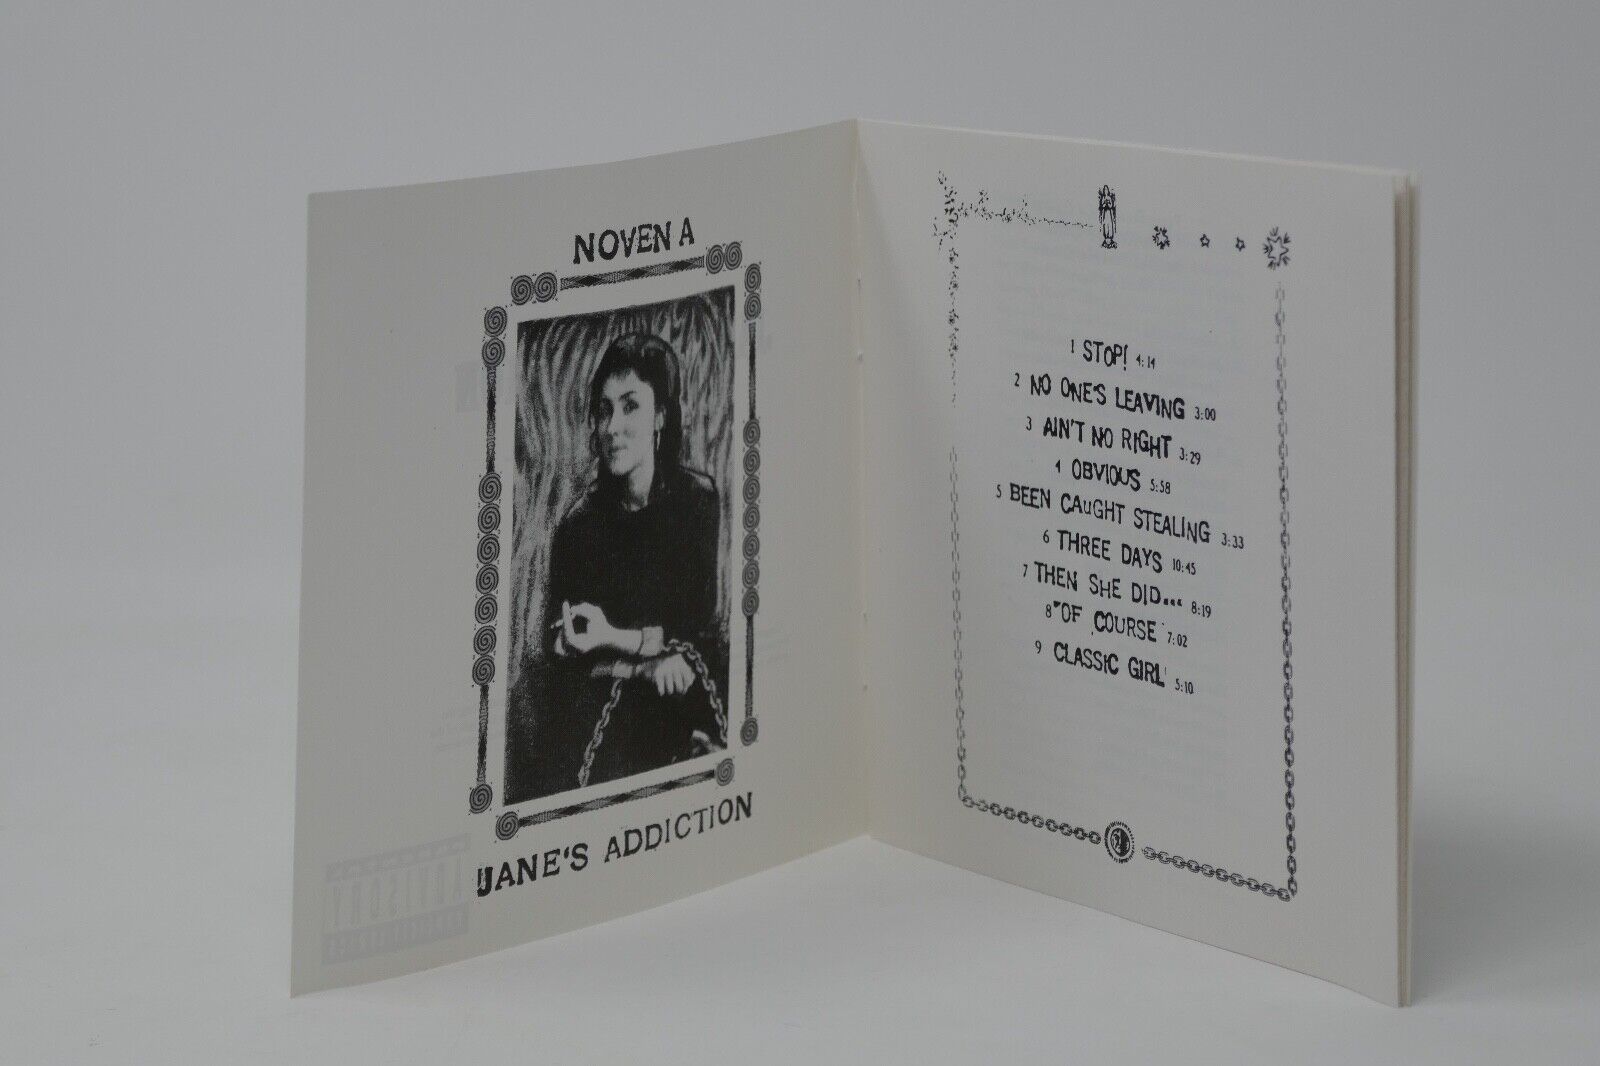 NOVENA
JANE'S ADDICTION
1 STOP! 4:14
2 NO ONE'S LEAVING 3:00
3 AIN'T NO RIGHT 3:29
4 OBVIOUS 5:58
5 BEEN CAuGHT STEALING 3:33
6 THREE DAYS 10:45
7 THEN SHE DID... 8:19
8 OF COURSE 7:02
9 CLASSIC GIRL 5:10
ADVISORY